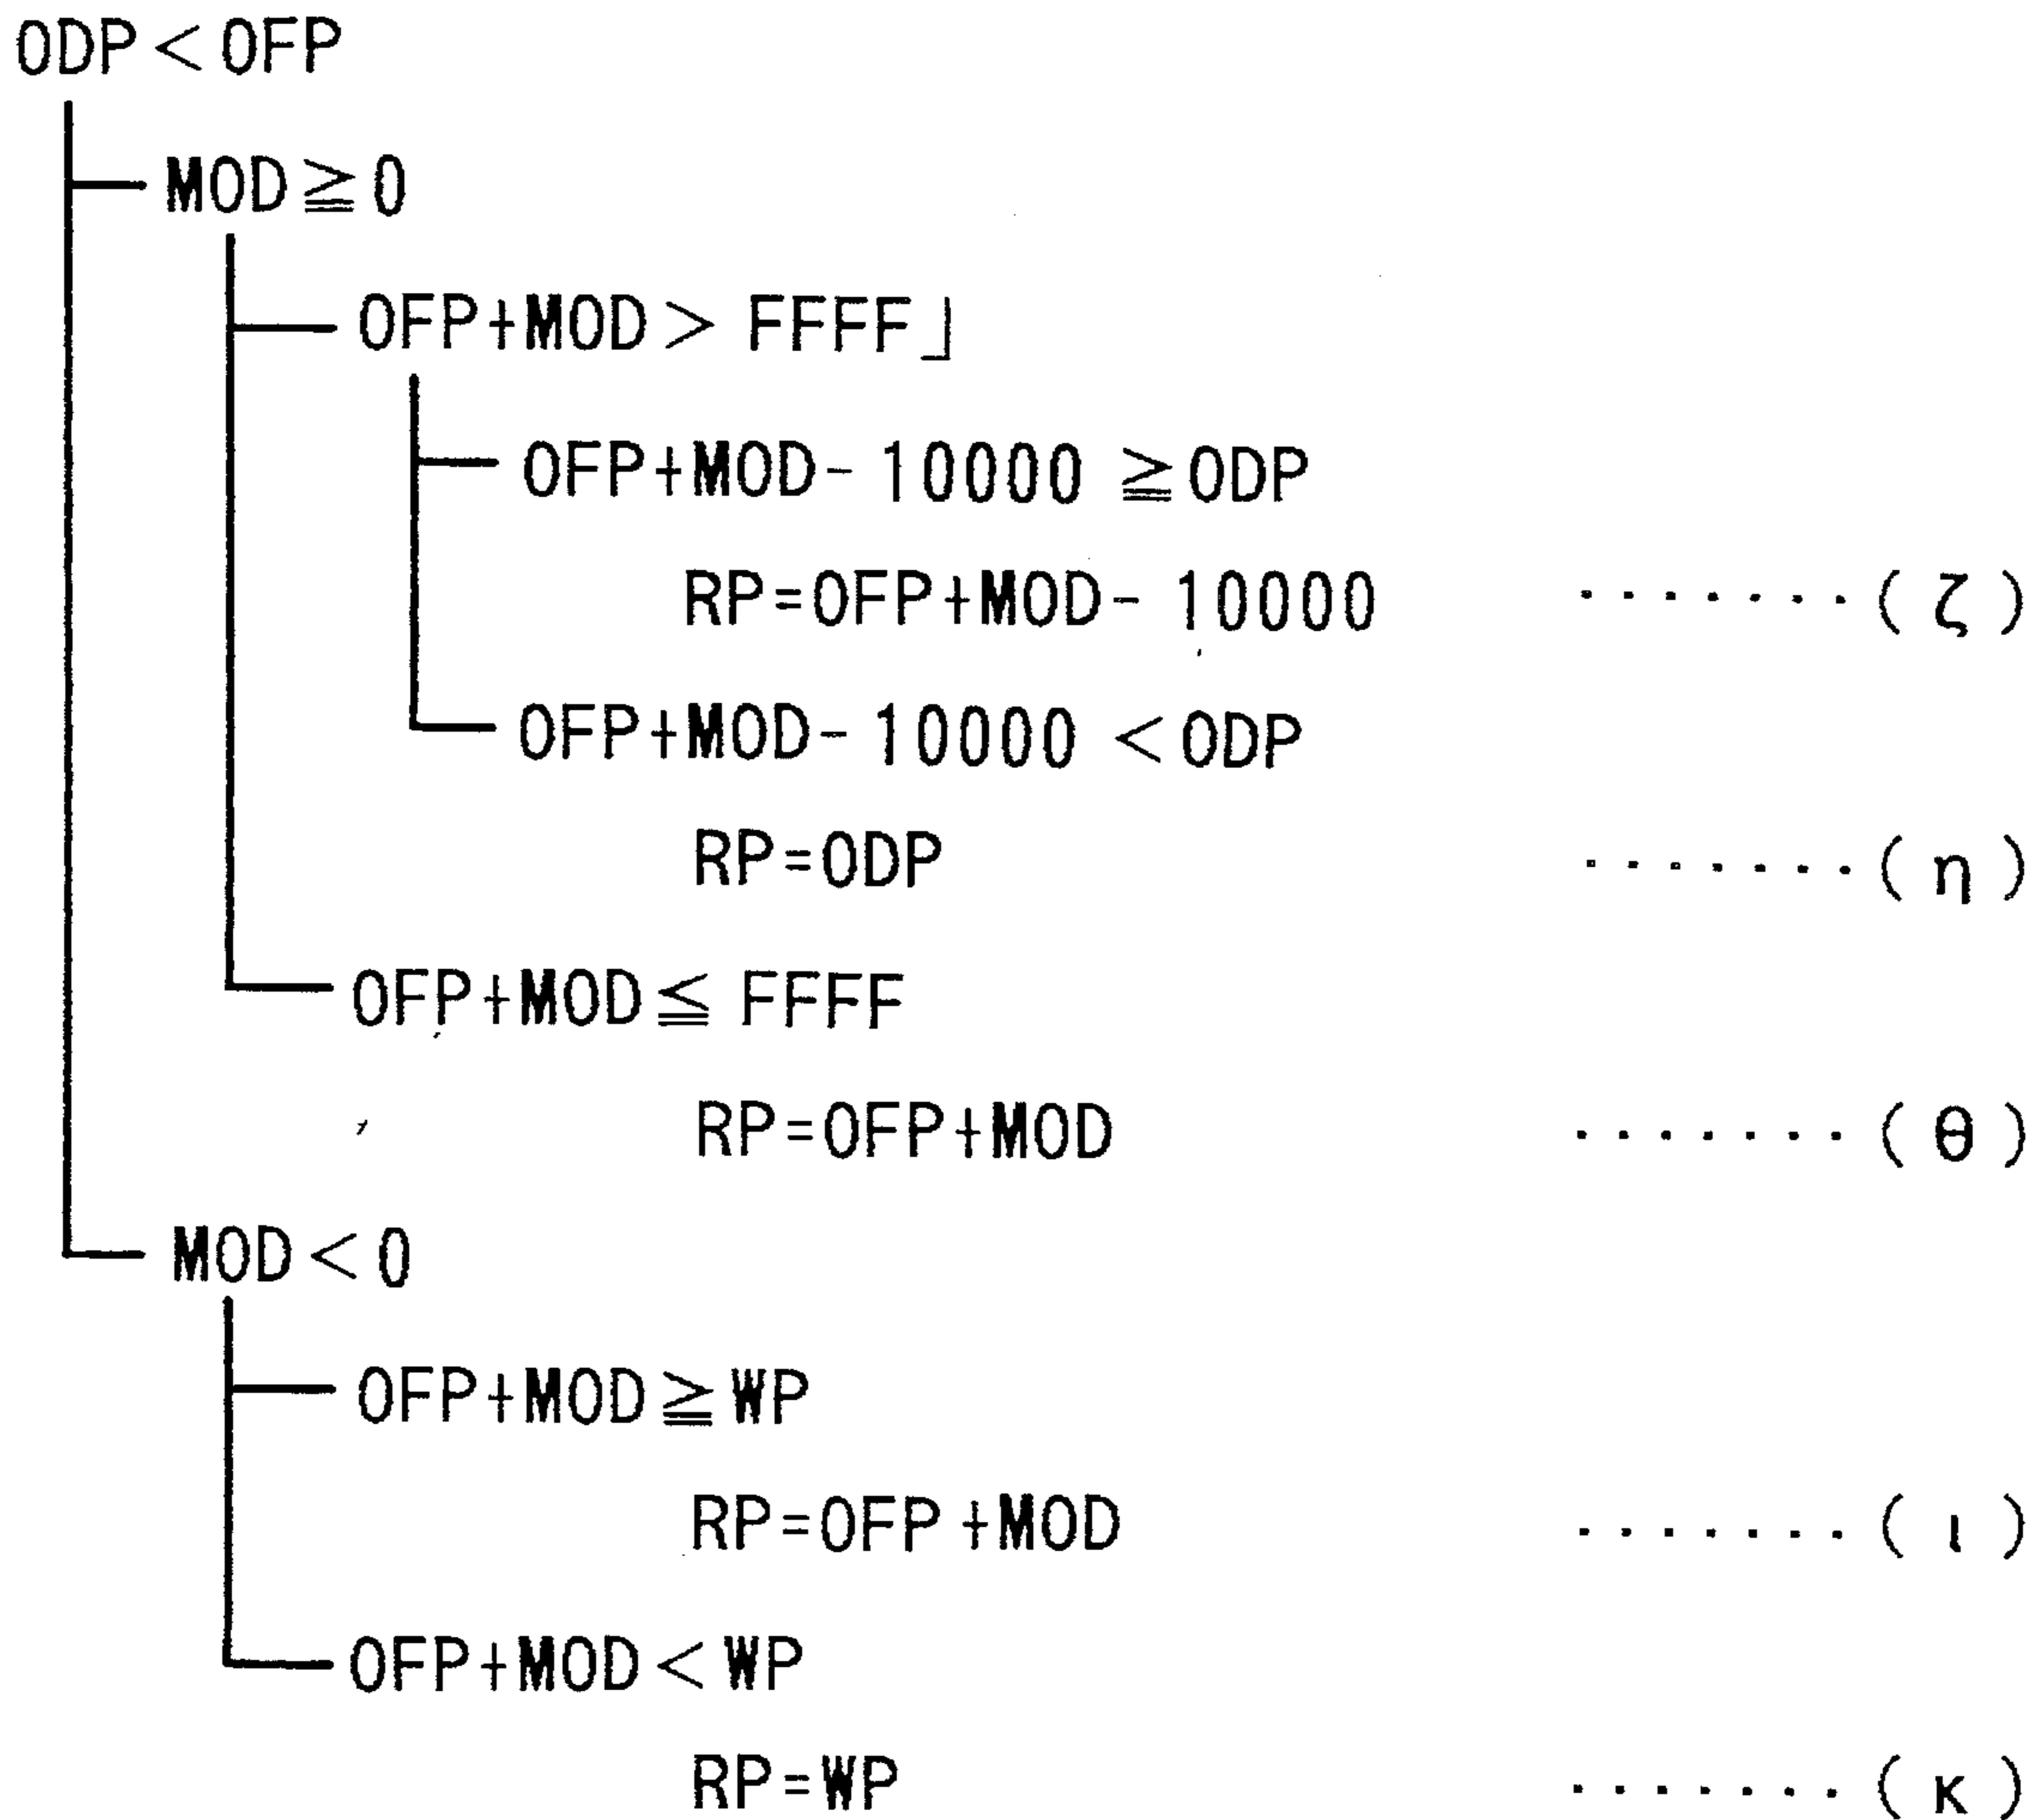 ODP<OFP
MOD≧0
OFP+MOD> FFFF」
OFP+MOD-10000 ≧ODP
RP=OFP+MOD-10000 ·······(ζ)
OFP+MOD-10000 <ODP
RP=ODP ·······(η)
OFP+MOD≦ FFFF
RP=OFP+MOD ·······(θ)
MOD<0
OFP+MOD≧WP
RP=OFP+MOD ·······(ι)
OFP+MOD<WP
RP=WP ·······(κ)